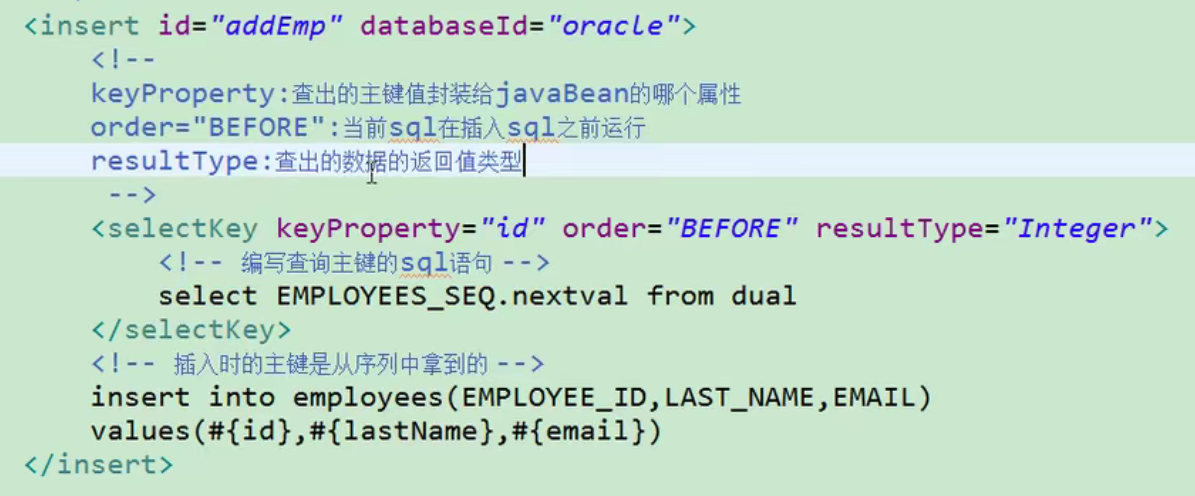 <insert id="addEmp" databaseId="oracle">
<!--
keyProperty:查出的主键值封装给javaBean的哪个属性
order="BEFORE":当前sql在插入sql之前运行
resultType:查出的数据的返回值类型
-->
<selectKey keyProperty="id" order="BEFORE" resultType="Integer">
<!-- 编写查询主键的sql语句 -->
select EMPLOYEES_SEQ.nextval from dual
</selectKey>
<!-- 插入时的主键是从序列中拿到的 -->
insert into employees(EMPLOYEE_ID,LAST_NAME,EMAIL)
values(#{id},#{lastName},#{email})
</insert>